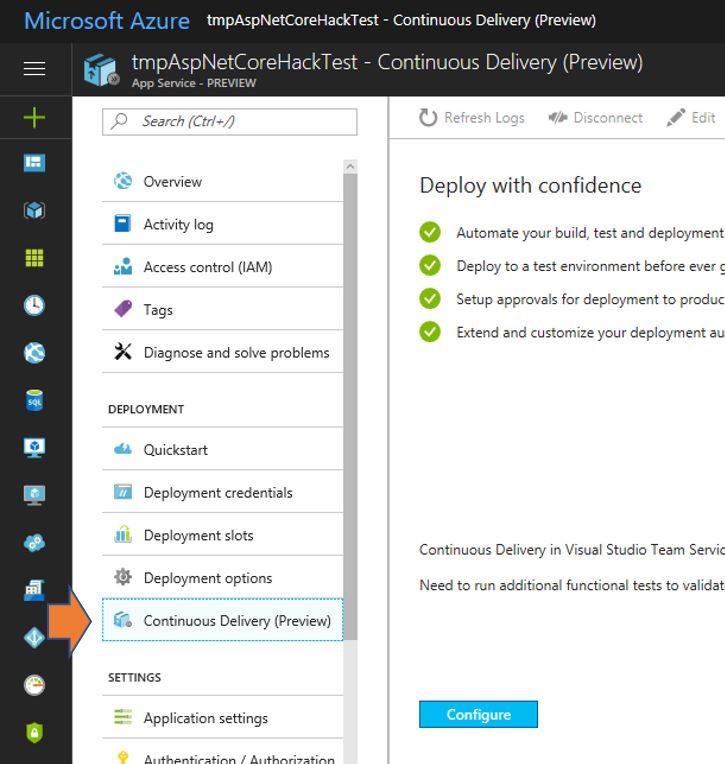 Microsoft Azure tmpAspNetCoreHackTest - Continuous Delivery (Preview)
tmpAspNetCoreHackTest - Continuous Delivery (Preview)
App Service - PREVIEW
Search (Ctrl+/)
Overview
Activity log
Access control (IAM)
Tags
Diagnose and solve problems
DEPLOYMENT
Quickstart
Deployment credentials
Deployment slots
Deployment options
Continuous Delivery (Preview)
SETTINGS
Application settings
Authentication / Authorization
Refresh Logs Disconnect Edit
Deploy with confidence
Automate your build, test and deployment
Deploy to a test environment before ever g
Setup approvals for deployment to produc
Extend and customize your deployment au
Continuous Delivery in Visual Studio Team Servic
Need to run additional functional tests to validat
Configure
SQL